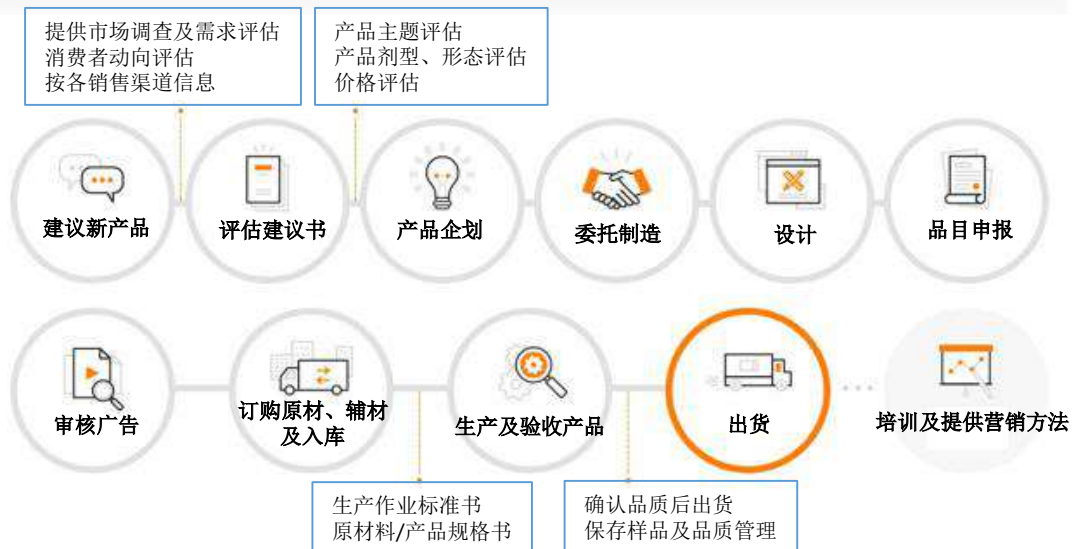 提供市场调查及需求评估
消费者动向评估
按各销售渠道信息
产品主题评估
产品剂型、形态评估
价格评估
建议新产品
评估建议书
产品企划
委托制造
设计
品目申报
审核广告
订购原材、辅材
及入库
生产及验收产品
出货
培训及提供营销方法
生产作业标准书
原材料/产品规格书
确认品质后出货
保存样品及品质管理